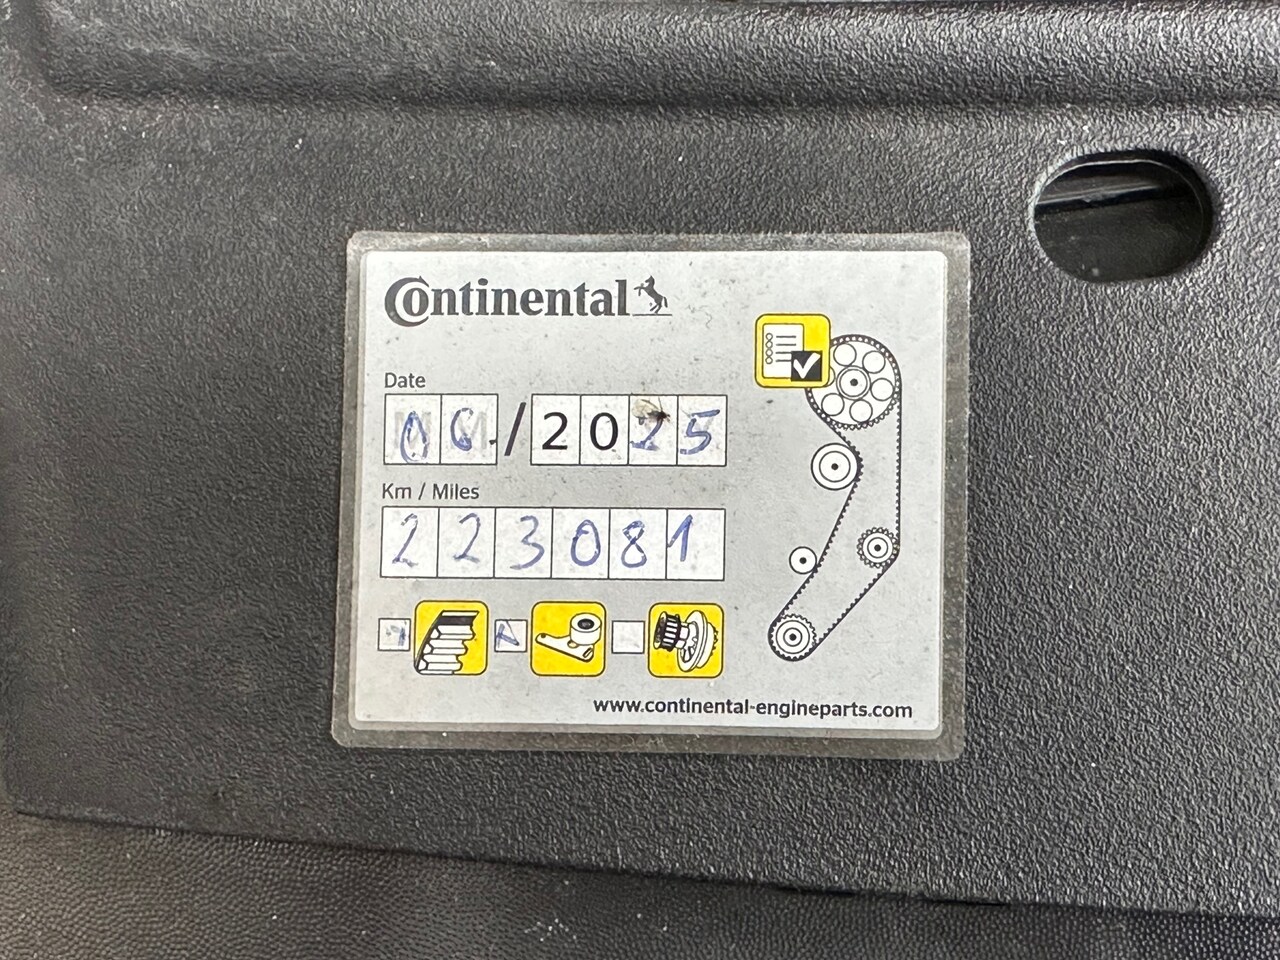 Continental
Date
06./2025
Km / Miles
223081
www.continental-engineparts.com